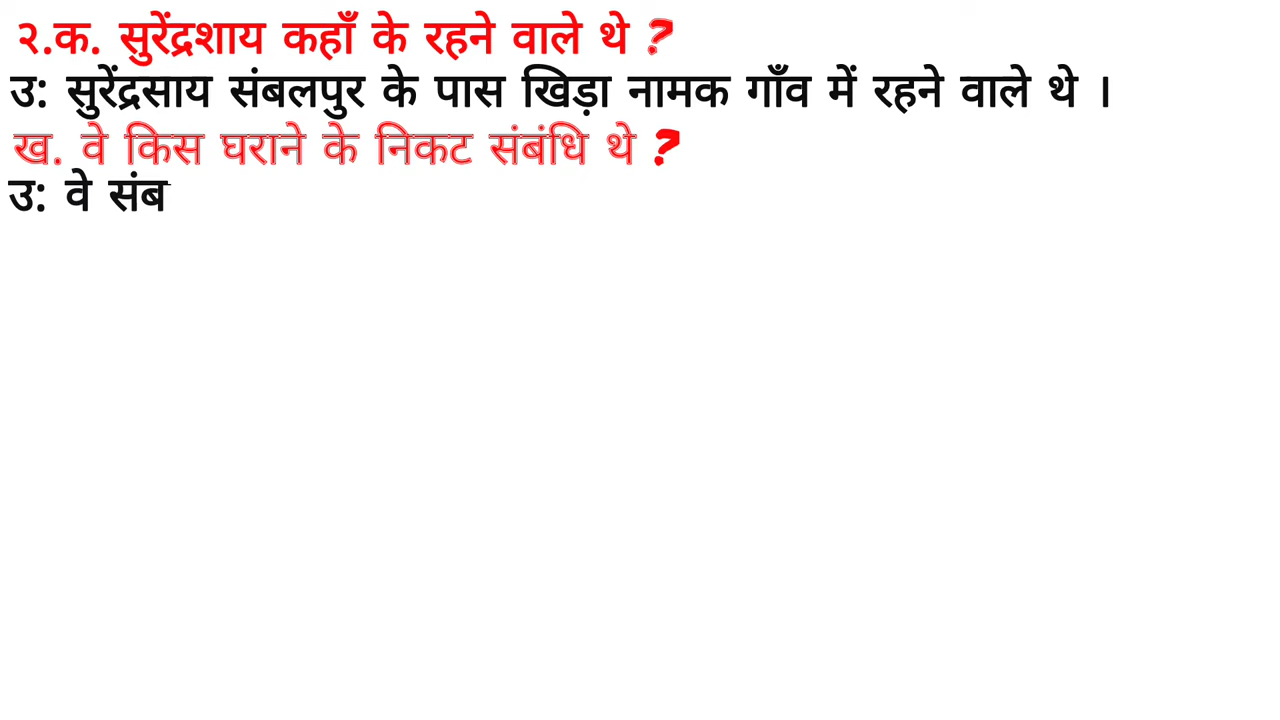 २.क. सुरेंद्रशाय कहाँ के रहने वाले थे ?
उ: सुरेंद्रसाय संबलपुर के पास खिड़ा नामक गाँव में रहने वाले थे ।
ख. वे किस घराने के निकट संबंधि थे ?
उ: वे संब